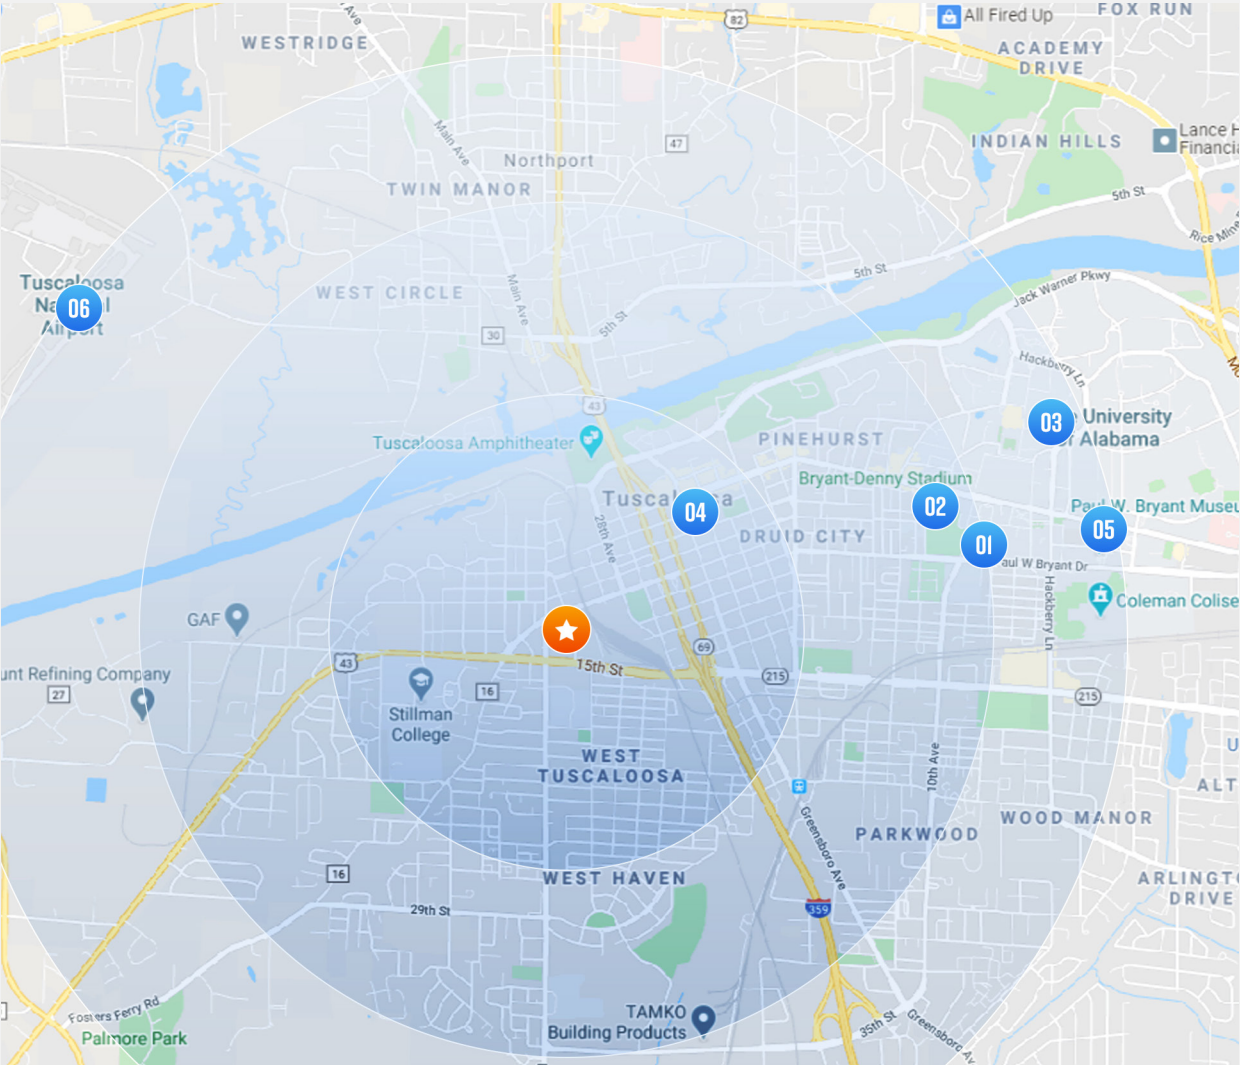 Ave
82
All Fired Up
FOX RUN
WESTRIDGE
ACADEMY
DRIVE
Main Ave
47
INDIAN HILLS
Lance H
Financi
Northport
TWIN MANOR
5th St
Rice Mine
Tuscaloosa
06
Airport
WEST CIRCLE
Main Ave
5th St
Jack Warner Pkwy
30
5th St
Hackberry Ln
43
03
University
of Alabama
Tuscaloosa Amphitheater
PINEHURST
Bryant-Denny Stadium
Tuscaloosa
04
02
Paul W. Bryant Museu
28th Ave
DRUID CITY
01
05
aul W Bryant Dr
Hackberry Ln
Coleman Colise
GAF
69
43
15th St
215
unt Refining Company
27
16
215
Stillman
College
WEST
TUSCALOOSA
10th Ave
U
ALT
Greensboro Ave
PARKWOOD
WOOD MANOR
16
WEST HAVEN
ARLINGT
DRIVE
29th St
359
Fosters Ferry Rd
Palmore Park
TAMKO
Building Products
35th St
Greensboro Av